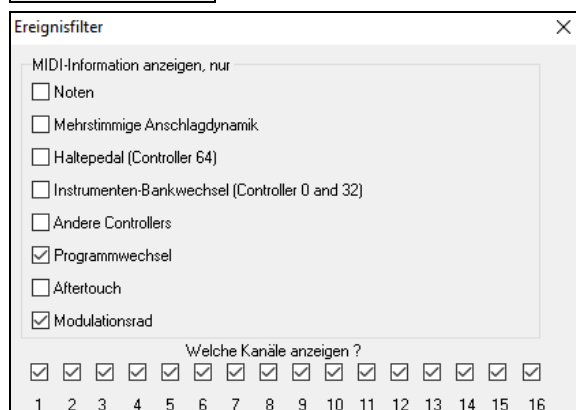 Ereignisfilter
MIDI-Information anzeigen, nur
Noten
Mehrstimmige Anschlagdynamik
Haltepedal (Controller 64)
Instrumenten-Bankwechsel (Controller 0 and 32)
Andere Controllers
Programmwechsel
Aftertouch
Modulationsrad
Welche Kanäle anzeigen ?
1 2 3 4 5 6 7 8 9 10 11 12 13 14 15 16